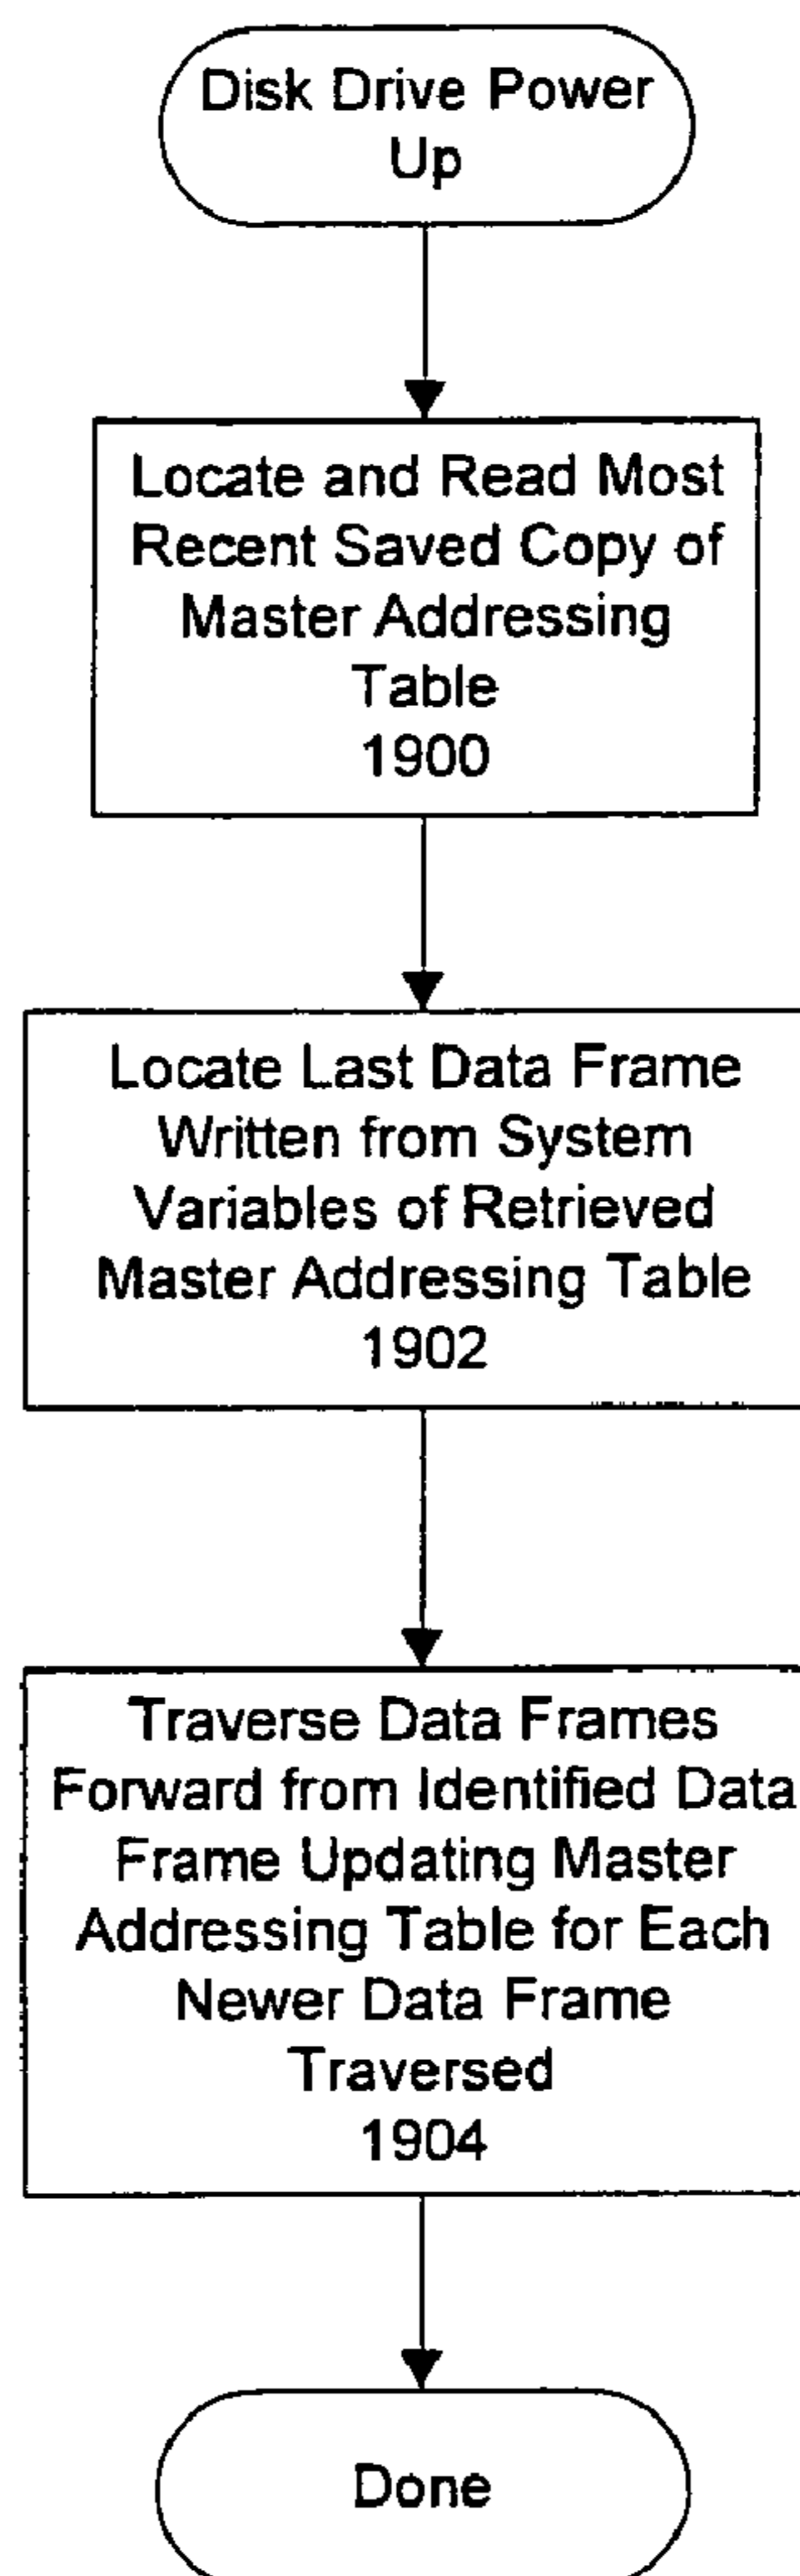 Disk Drive Power
Up
Locate and Read Most
Recent Saved Copy of
Master Addressing
Table
1900
Locate Last Data Frame
Written from System
Variables of Retrieved
Master Addressing Table
1902
Traverse Data Frames
Forward from Identified Data
Frame Updating Master
Addressing Table for Each
Newer Data Frame
Traversed
1904
Done